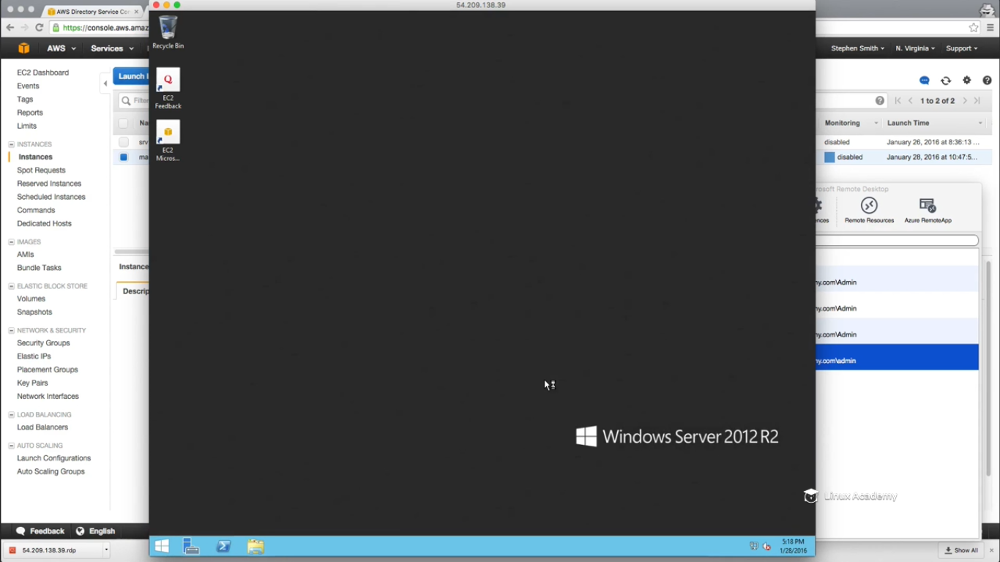 54.209.138.39
AWS Directory Service Con
https://console.aws.amaz
AWS
Services
Stephen Smith
N. Virginia
Support
EC2 Dashboard
Events
Tags
Reports
Limits
INSTANCES
Instances
Spot Requests
Reserved Instances
Scheduled Instances
Commands
Dedicated Hosts
IMAGES
AMIs
Bundle Tasks
ELASTIC BLOCK STORE
Volumes
Snapshots
NETWORK & SECURITY
Security Groups
Elastic IPs
Placement Groups
Key Pairs
Network Interfaces
LOAD BALANCING
Load Balancers
AUTO SCALING
Launch Configurations
Auto Scaling Groups
Feedback
English
54.209.138.39.rdp
Launch I
Filte
Na
srv
ma
Instance
Descrip
Recycle Bin
EC2
Feedback
EC2
Micros...
Windows Server 2012 R2
5:18 PM
1/28/2016
1 to 2 of 2
Monitoring
Launch Time
disabled
January 26, 2016 at 8:36:13 ...
disabled
January 28, 2016 at 10:47:5...
rosoft Remote Desktop
ences
Remote Resources
Azure RemoteApp
ny.com\Admin
ny.com\Admin
ny.com\Admin
ny.com\admin
Linux Academy
Show All